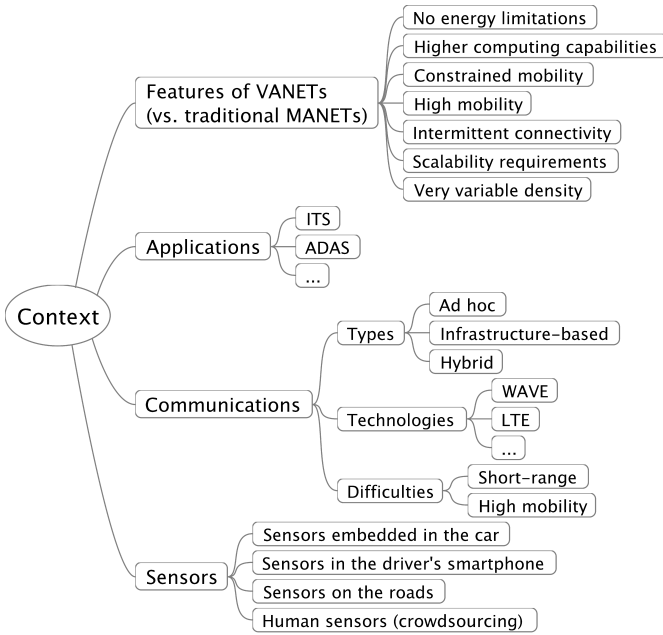 Context
Features of VANETs
(vs. traditional MANETs)
No energy limitations
Higher computing capabilities
Constrained mobility
High mobility
Intermittent connectivity
Scalability requirements
Very variable density
Applications
ITS
ADAS
...
Communications
Types
Ad hoc
Infrastructure-based
Hybrid
Technologies
WAVE
LTE
...
Difficulties
Short-range
High mobility
Sensors
Sensors embedded in the car
Sensors in the driver's smartphone
Sensors on the roads
Human sensors (crowdsourcing)